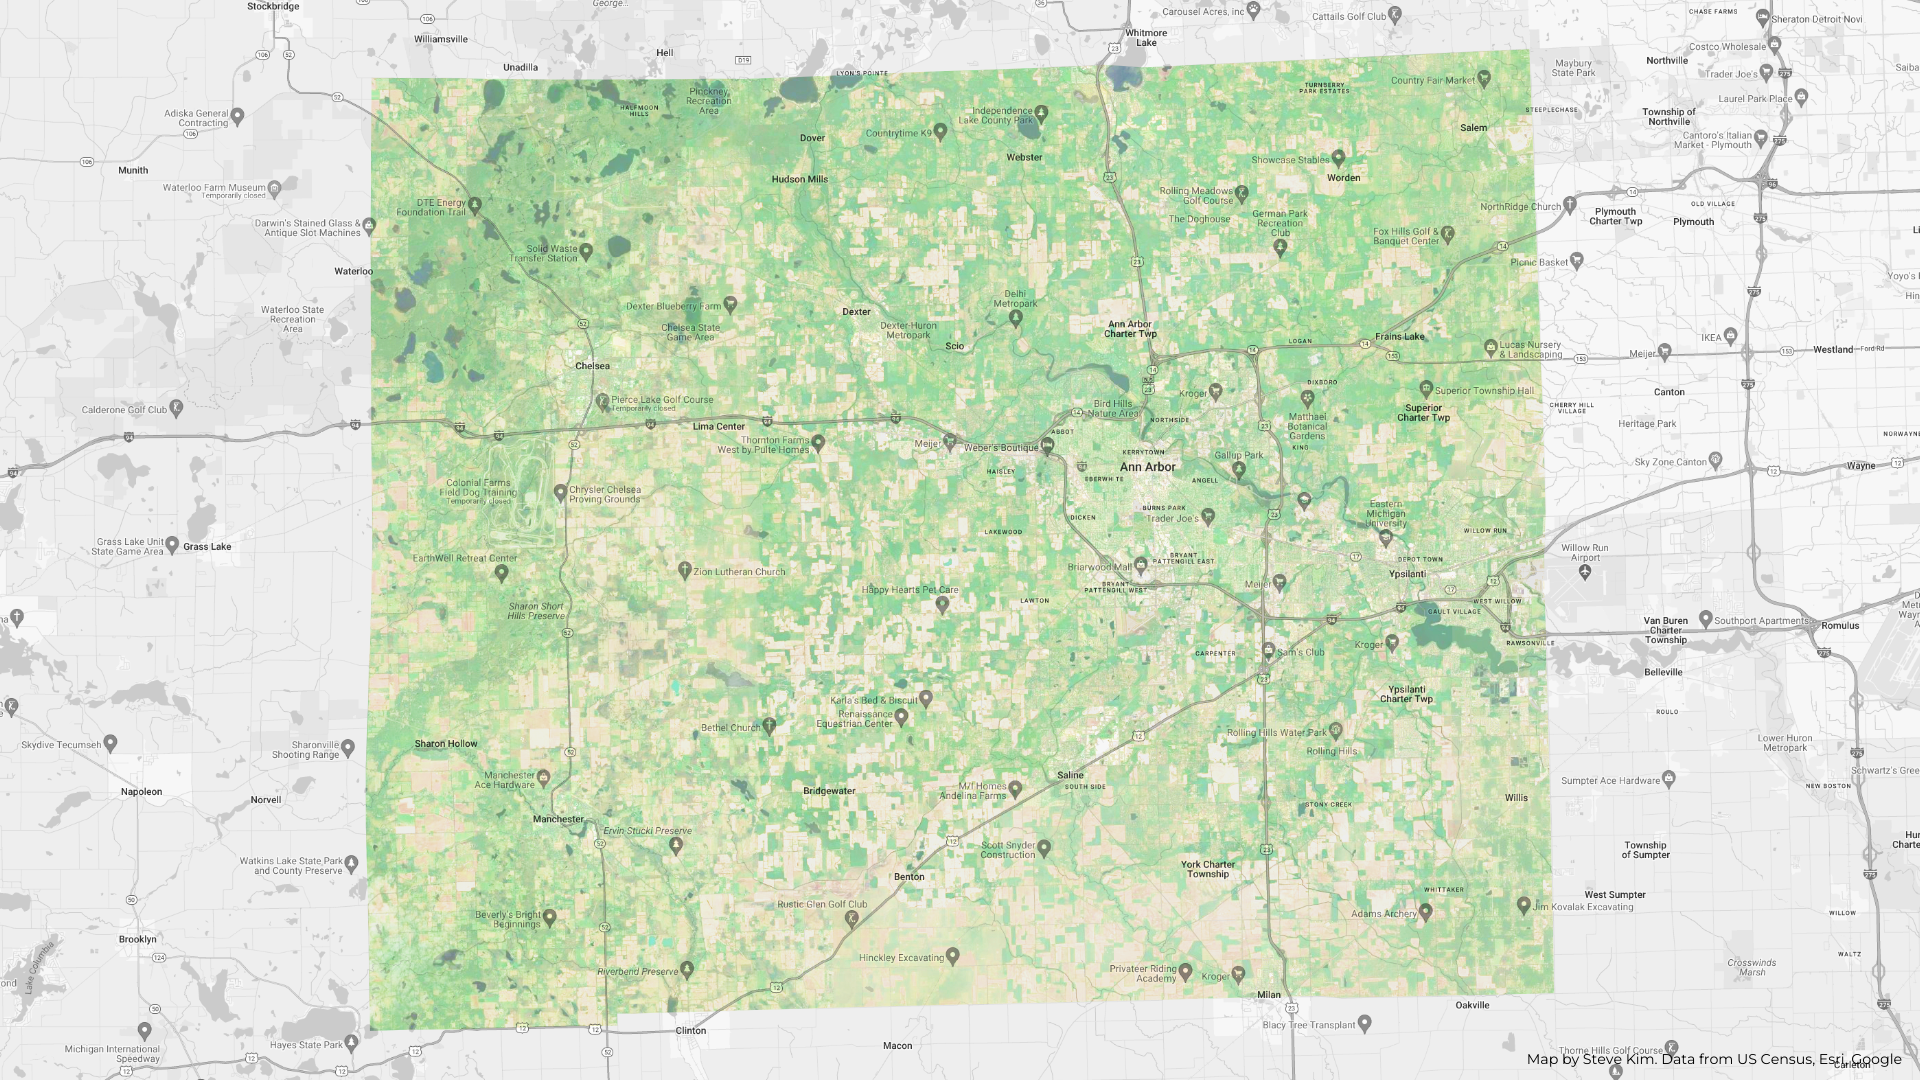 Stockbridge
George...
Carousel Acres, inc
Cattails Golf Club
CHASE FARMS
Sheraton Detroit Novi
Williamsville
Hell
Whitmore
Lake
Costco Wholesale
Unadilla
D19
LYON'S POINTE
Maybury
State Park
Northville
Trader Joe's
Saiba
Pinckney
Recreation
Area
HALFMOON
HILLS
TURNBERRY
PARK ESTATES
Country Fair Market
Laurel Park Place
Adiska General
Contracting
Independence
Lake County Park
STEEPLECHASE
Township of
Northville
Dover
Countrytime K9
Salem
Cantoro's Italian
Market - Plymouth
Munith
Webster
Showcase Stables
Worden
Waterloo Farm Museum
Temporarily closed
Hudson Mills
Rolling Meadows
Golf Course
DTE Energy
Foundation Trail
The Doghouse
German Park
Recreation
Club
NorthRidge Church
Plymouth
Charter Twp
OLD VILLAGE
Plymouth
Darwin's Stained Glass &
Antique Slot Machines
Fox Hills Golf &
Banquet Center
Solid Waste
Transfer Station
Picnic Basket
Waterloo
Yoyo's
Waterloo State
Recreation
Area
Dexter Blueberry Farm
Delhi
Metropark
Dexter
Chelsea State
Game Area
Dexter-Huron
Metropark
Ann Arbor
Charter Twp
Scio
LOGAN
Frains Lake
IKEA
Lucas Nursery
& Landscaping
Meijer
Westland
Ford Rd
Chelsea
DIXBORO
Kroger
Superior Township Hall
Canton
Calderone Golf Club
Pierce Lake Golf Course
Temporarily closed
Bird Hills
Nature Area
Matthaei
Botanical
Gardens
Superior
Charter Twp
CHERRY HILL
VILLAGE
NORTHSIDE
Heritage Park
Lima Center
ABBOT
KING
NORWAYNE
Thornton Farms
West by Pulte Homes
Meijer
Weber's Boutique
KERRYTOWN
Gallup Park
Sky Zone Canton
Wayne
HAISLEY
Ann Arbor
EBERWHITE
ANGELL
Colonial Farms
Field Dog Training
Temporarily closed
Chrysler Chelsea
Proving Grounds
BURNS PARK
Trader Joe's
DICKEN
Eastern
Michigan
University
LAKEWOOD
WILLOW RUN
Grass Lake Unit
State Game Area
Grass Lake
Willow Run
Airport
EarthWell Retreat Center
Zion Lutheran Church
BRYANT
PATTENGILL EAST
DEPOT TOWN
Briarwood Mall
Ypsilanti
Happy Hearts Pet Care
BRYANT
PATTENGILL WEST
Meijer
LAWTON
WEST WILLOW
Sharon Short
Hills Preserve
GAULT VILLAGE
Van Buren
Charter
Township
Southport Apartments
Romulus
CARPENTER
Sam's Club
Kroger
RAWSONVILLE
Belleville
Karla's Bed & Biscuit
Ypsilanti
Charter Twp
Renaissance
Equestrian Center
ROULO
Bethel Church
Rolling Hills Water Park
Rolling Hills
Skydive Tecumseh
Sharonville
Shooting Range
Sharon Hollow
Lower Huron
Metropark
Saline
Manchester
Ace Hardware
Sumpter Ace Hardware
Schwartz's Gree
Napoleon
Norvell
Bridgewater
M/I Homes
Andelina Farms
SOUTH SIDE
Willis
NEW BOSTON
STONY CREEK
Manchester
Ervin Stucki Preserve
Scott Snyder
Construction
Township
of Sumpter
Watkins Lake State Park
and County Preserve
Benton
York Charter
Township
WHITTAKER
West Sumpter
Rustic Glen Golf Club
Beverly's Bright
Beginnings
Adams Archery
Jim Kovalak Excavating
WILLOW
Brooklyn
Lake Columbia
Hinckley Excavating
Riverbend Preserve
Privateer Riding
Academy
Kroger
Crosswinds
Marsh
WALTZ
Milan
Oakville
Clinton
Blacy Tree Transplant
Michigan International
Speedway
Hayes State Park
Macon
Thorne Hills Golf Course
Carleton
Map by Steve Kim. Data from US Census, Esri, Google